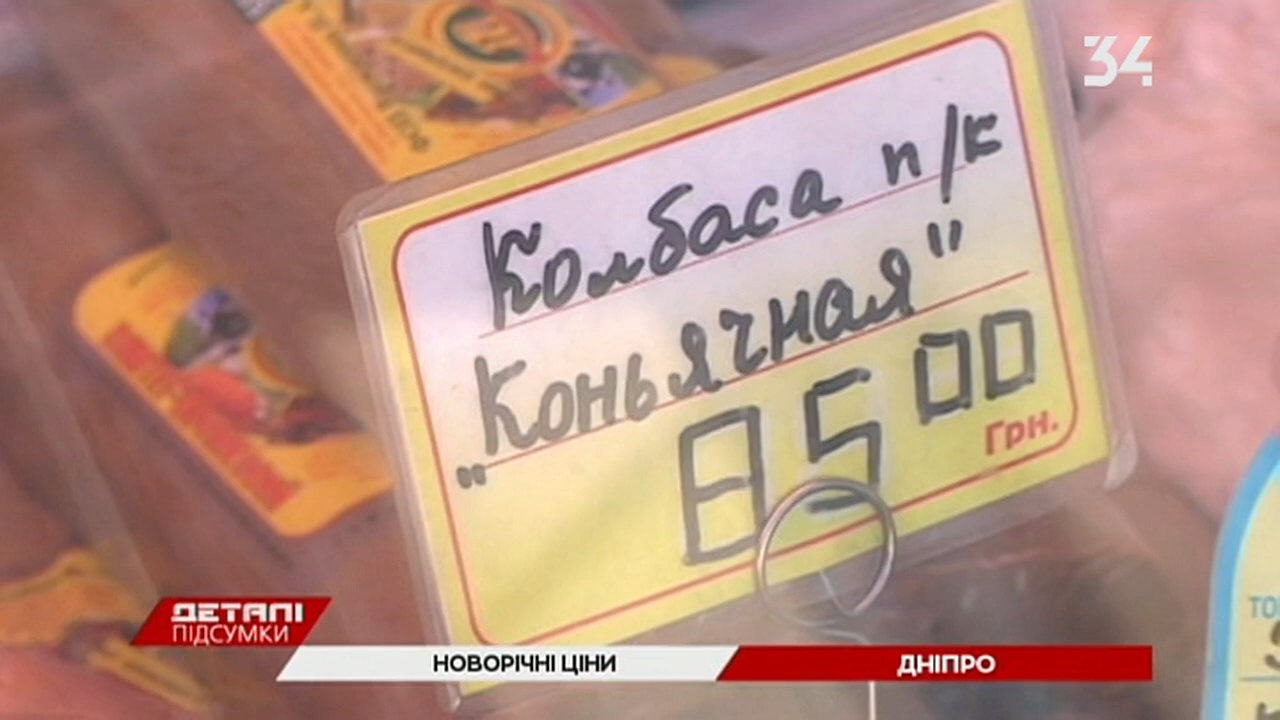 34
Колбаса п/к
"Коньячная"
85 00
Грн.
ДЕТАЛІ
ПІДСУМКИ
НОВОРІЧНІ ЦІНИ
ДНІПРО